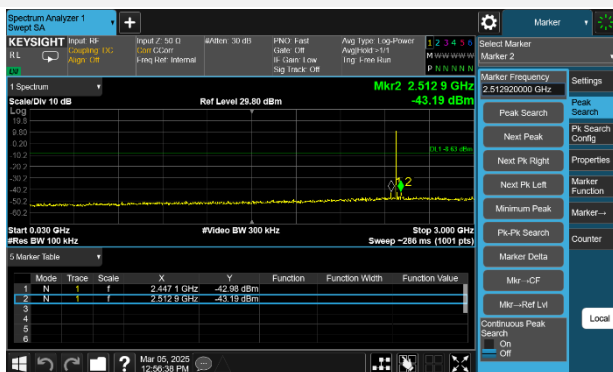 Spectrum Analyzer 1
Swept SA
Marker
KEYSIGHT
RL
Input: RF
Coupling: DC
Align: Off
Input Z: 50 Ω
Corr CCorr
Freq Ref: Internal
#Atten: 30 dB
PNO: Fast
Gate: Off
IF Gain: Low
Sig Track: Off
Avg Type: Log-Power
Avg|Hold:>1/1
Trig: Free Run
1 2 3 4 5 6
M W W W W W
P N N N N N
1 Spectrum
Scale/Div 10 dB
Log
Ref Level 29.80 dBm
Mkr2 2.512 9 GHz
-43.19 dBm
19.8
9.80
0.20
-10.2
-20.2
-30.2
-40.2
-50.2
-60.2
DL1 -4.63 dBm
2
Start 0.030 GHz
#Res BW 100 kHz
#Video BW 300 kHz
Stop 3.000 GHz
Sweep ~286 ms (1001 pts)
5 Marker Table
Mode Trace Scale X Y Function Function Width Function Value
1 N 1 f 2.447 1 GHz -42.98 dBm
2 N 1 f 2.512 9 GHz -43.19 dBm
3
4
5
6
Mar 05, 2025
12:56:38 PM
Select Marker
Marker 2
Marker Frequency
2.512920000 GHz
Peak Search
Next Peak
Next Pk Right
Next Pk Left
Minimum Peak
Pk-Pk Search
Marker Delta
Mkr→CF
Mkr→Ref Lvl
Continuous Peak
Search
On
Off
Settings
Peak
Search
Pk Search
Config
Properties
Marker
Function
Marker→
Counter
Local